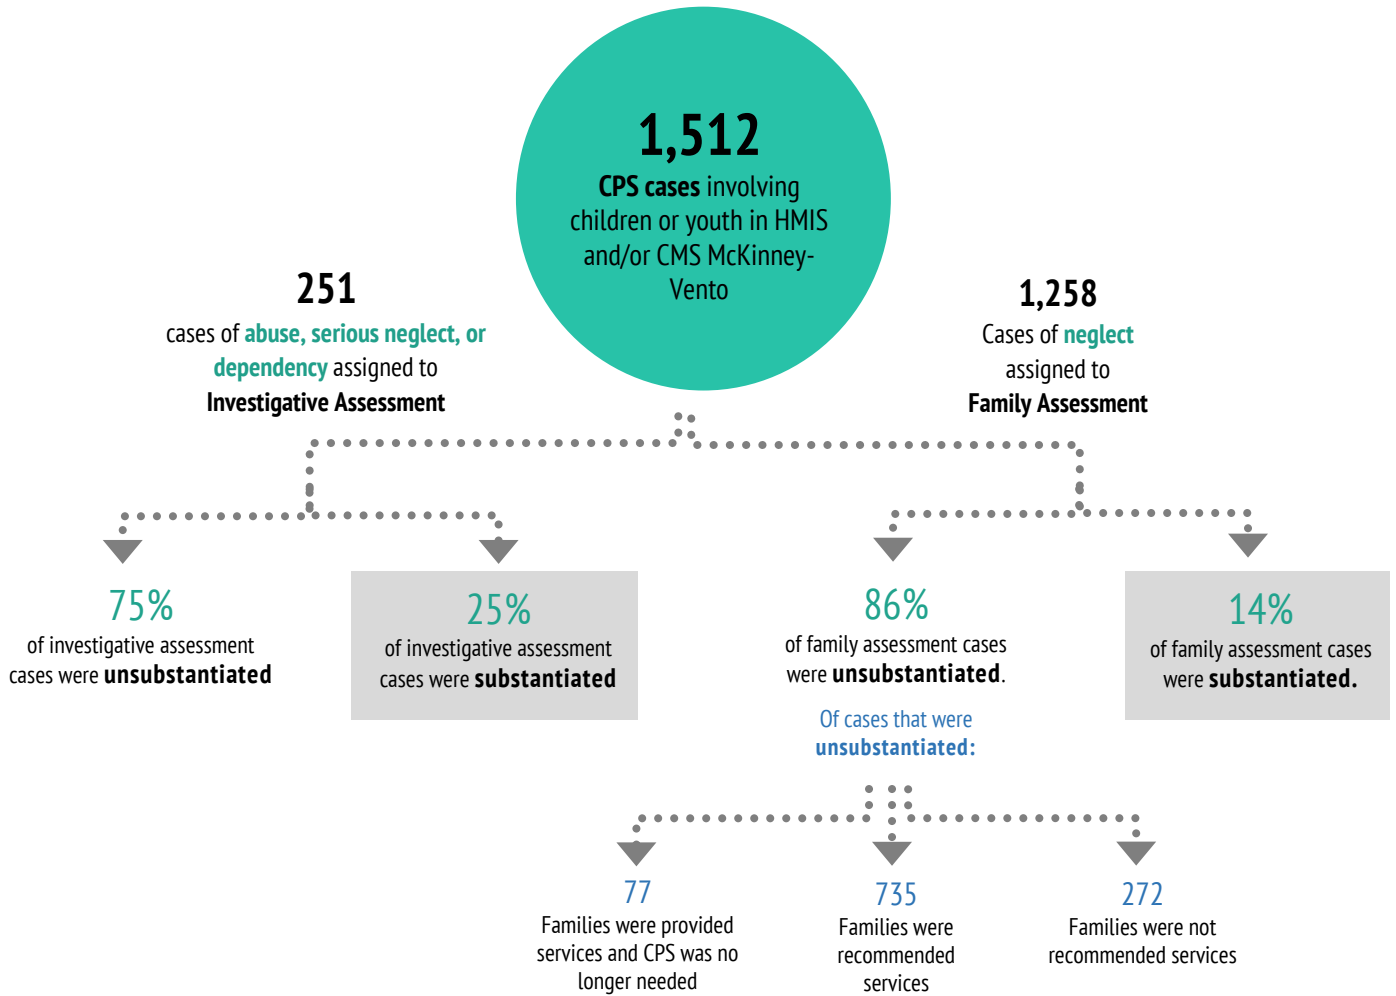 1,512
CPS cases involving
children or youth in HMIS
and/or CMS McKinney-
Vento
251
cases of abuse, serious neglect, or
dependency assigned to
Investigative Assessment
1,258
Cases of neglect
assigned to
Family Assessment
75%
of investigative assessment
cases were unsubstantiated
25%
of investigative assessment
cases were substantiated
86%
of family assessment cases
were unsubstantiated.
Of cases that were
unsubstantiated:
14%
of family assessment cases
were substantiated.
77
Families were provided
services and CPS was no
longer needed
735
Families were
recommended
services
272
Families were not
recommended services